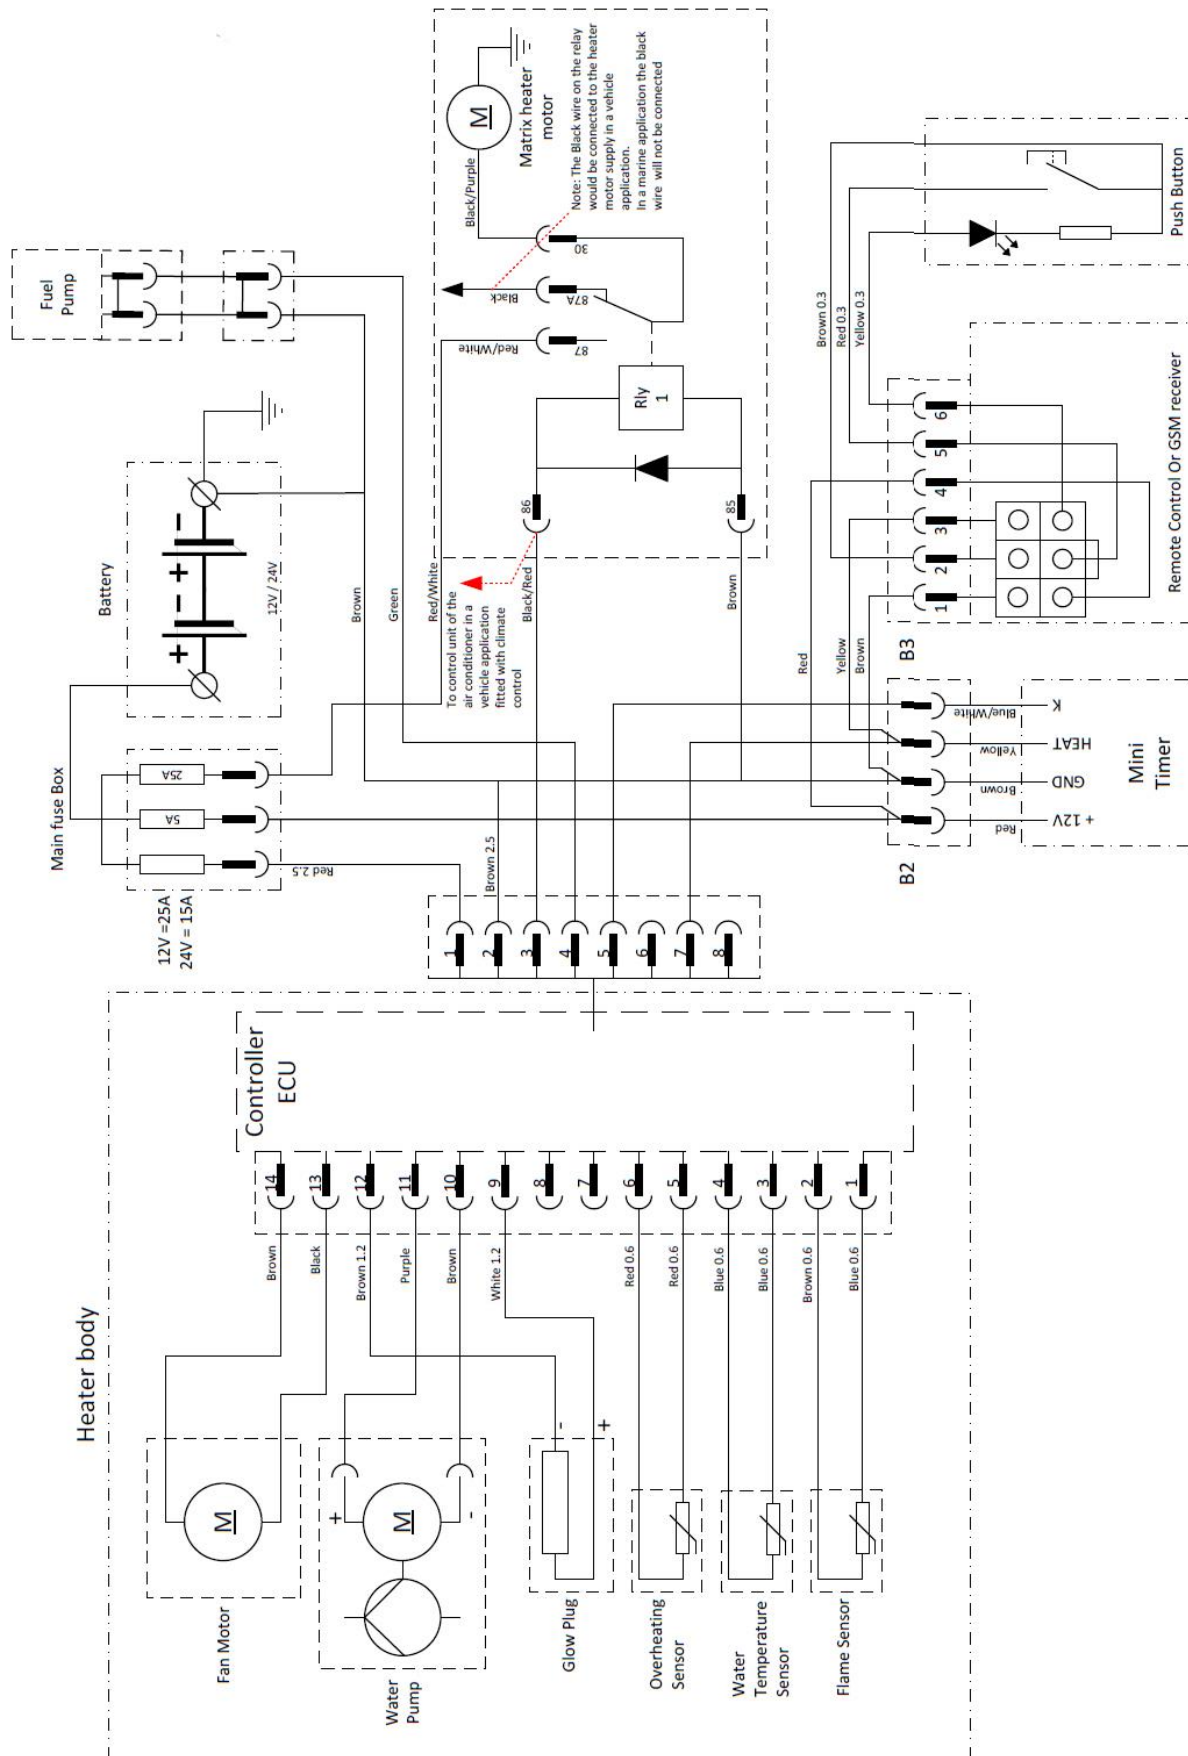 Heater body
Fan Motor
M
Water
Pump
M
+
-
Glow Plug
-
+
Overheating
Sensor
Water
Temperature
Sensor
Flame Sensor
Brown
Black
Brown 1.2
Purple
Brown
White 1.2
Red 0.6
Red 0.6
Blue 0.6
Blue 0.6
Brown 0.6
Blue 0.6
14
13
12
11
10
9
8
7
6
5
4
3
2
1
Controller
ECU
1
2
3
4
5
6
7
8
12V =25A
24V = 15A
Main fuse Box
5A
25A
Red 2.5
Brown 2.5
Battery
+
-
+
-
12V / 24V
Brown
Green
Red/White
Black/Red
Brown
To control unit of the
air conditioner in a
vehicle application
fitted with climate
control
Fuel
Pump
86
85
Rly
1
87
87A
30
Red/White
Black
Black/Purple
M
Matrix heater
motor
Note: The Black wire on the relay
would be connected to the heater
motor supply in a vehicle
application.
In a marine application the black
wire will not be connected
B2
Red
Brown
Yellow
Blue/White
+ 12V
GND
HEAT
K
Mini
Timer
Red
Yellow
Brown
B3
1
2
3
4
5
6
Remote Control Or GSM receiver
Brown 0.3
Red 0.3
Yellow 0.3
Push Button